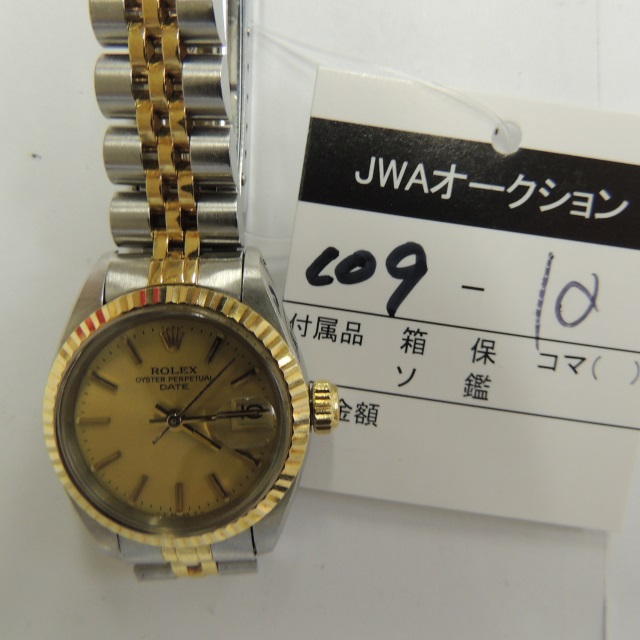 ROLEX
OYSTER PERPETUAL
DATE
JWAオークション
C09 - 10
付属品 箱 保 コマ( )
ソ 鑑
金額